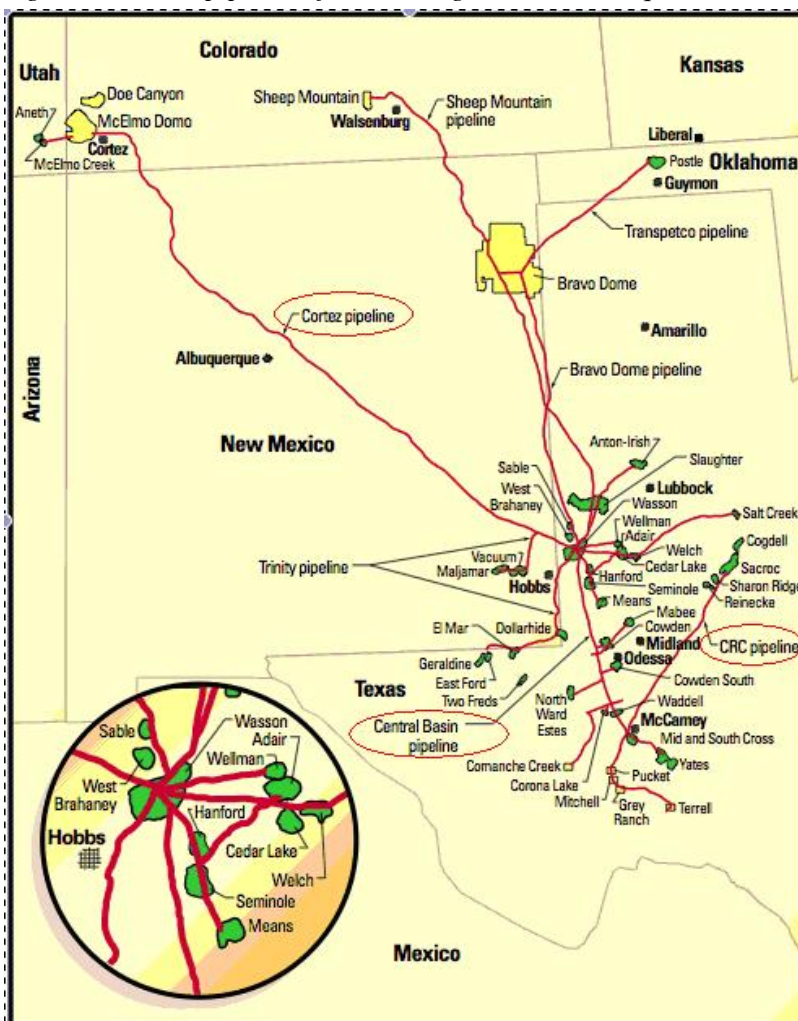 Colorado
Utah
Kansas
Doe Canyon
Sheep Mountain
Sheep Mountain
pipeline
Aneth
McElmo Domo
Walsenburg
Cortez
McElmo Creek
Liberal
Postle
Oklahoma
Guymon
Transpetco pipeline
Bravo Dome
Cortez pipeline
Amarillo
Albuquerque
Bravo Dome pipeline
Arizona
New Mexico
Anton-Irish
Slaughter
Sable
Lubbock
West
Brahaney
Wasson
Wellman
Adair
Salt Creek
Cogdell
Trinity pipeline
Vacuum
Maljamar
Hobbs
Welch
Cedar Lake
Hanford
Seminole
Means
Sacroc
Sharon Ridge
Reinecke
Mabee
Cowden
El Mar
Dollarhide
Midland
CRC pipeline
Odessa
Geraldine
East Ford
Two Freds
Cowden South
Texas
North
Ward
Estes
Waddell
McCamey
Central Basin
pipeline
Mid and South Cross
Comanche Creek
Corona Lake
Mitchell
Pucket
Yates
Grey
Ranch
Terrell
Sable
Wasson
Adair
Wellman
West
Brahaney
Hanford
Hobbs
Cedar Lake
Welch
Seminole
Means
Mexico